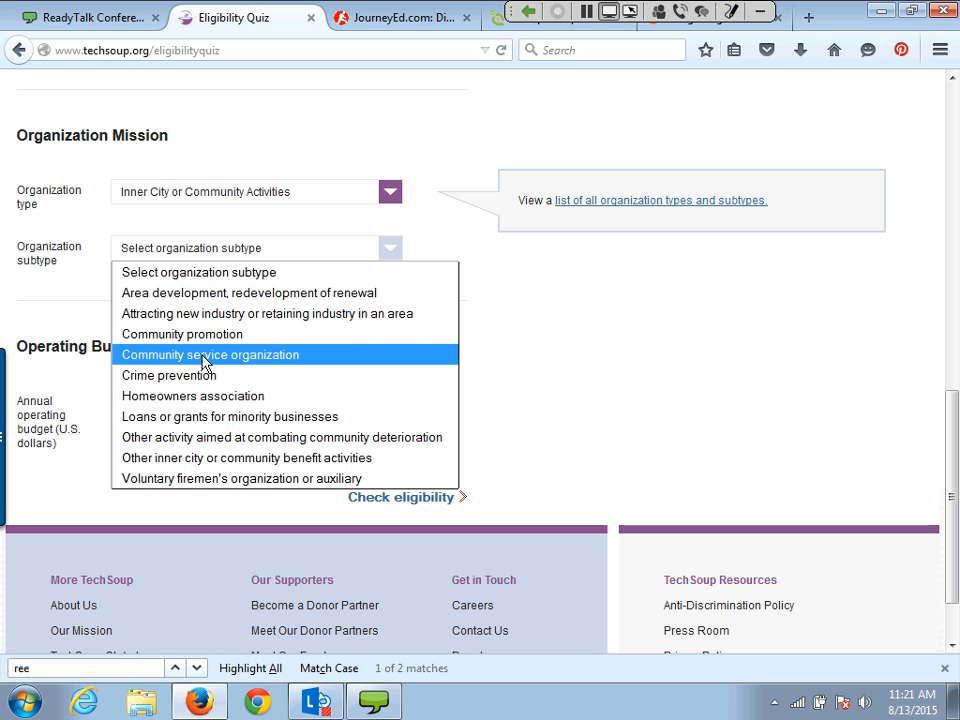 ReadyTalk Confere...
Eligibility Quiz
JourneyEd.com: Di...
www.techsoup.org/eligibilityquiz
Search
Organization Mission
Organization
type
Inner City or Community Activities
View a list of all organization types and subtypes.
Organization
subtype
Select organization subtype
Select organization subtype
Area development, redevelopment of renewal
Attracting new industry or retaining industry in an area
Community promotion
Community service organization
Crime prevention
Homeowners association
Loans or grants for minority businesses
Other activity aimed at combating community deterioration
Other inner city or community benefit activities
Voluntary firemen's organization or auxiliary
Operating Bu
Annual
operating
budget (U.S.
dollars)
Check eligibility
More TechSoup
About Us
Our Mission
Our Supporters
Become a Donor Partner
Meet Our Donor Partners
Get in Touch
Careers
Contact Us
TechSoup Resources
Anti-Discrimination Policy
Press Room
ree
Highlight All
Match Case
1 of 2 matches
11:21 AM
8/13/2015